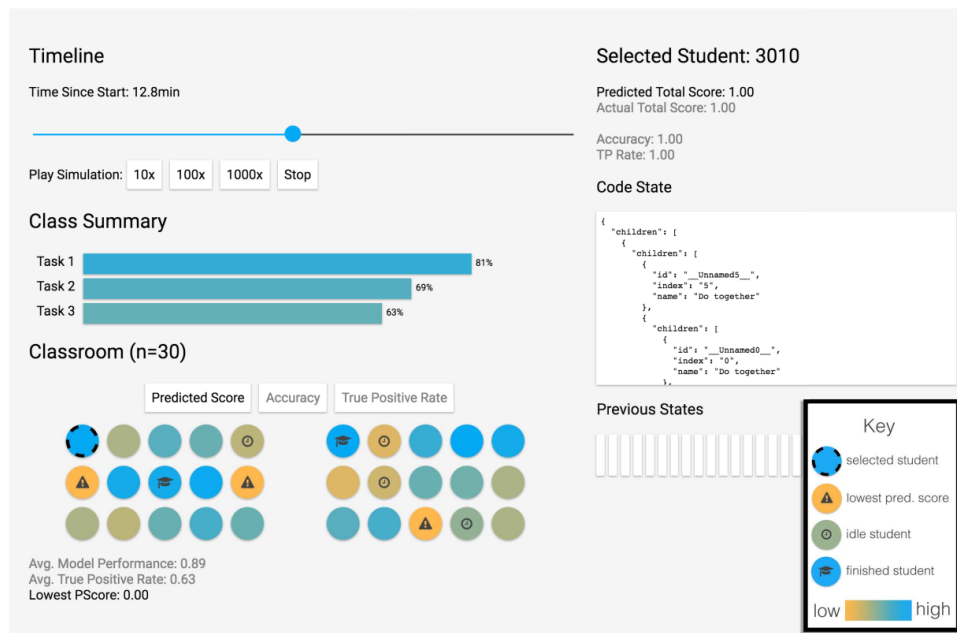 Timeline
Time Since Start: 12.8min
Play Simulation:
10x
100x
1000x
Stop
Class Summary
Task 1
81%
Task 2
69%
Task 3
63%
Classroom (n=30)
Predicted Score
Accuracy
True Positive Rate
Avg. Model Performance: 0.89
Avg. True Positive Rate: 0.63
Lowest PScore: 0.00
Selected Student: 3010
Predicted Total Score: 1.00
Actual Total Score: 1.00
Accuracy: 1.00
TP Rate: 1.00
Code State
{
"children": [
{
"children": [
{
"id": "__Unnamed5__",
"index": "5",
"name": "Do together"
},
{
"children": [
{
"id": "__Unnamed0__",
"index": "0",
"name": "Do together"
},
Previous States
Key
selected student
lowest pred. score
idle student
finished student
low
high